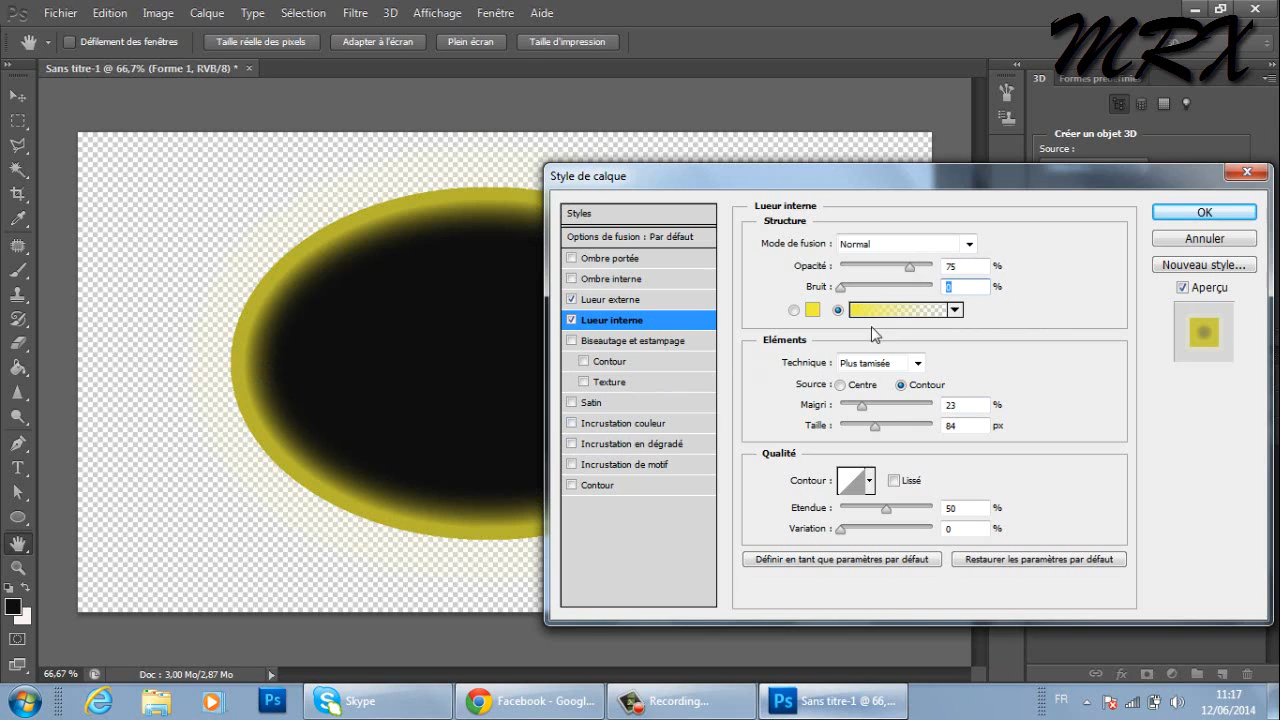 Ps Fichier Edition Image Calque Type Sélection Filtre 3D Affichage Fenêtre Aide
MRX
Défilement des fenêtres Taille réelle des pixels Adapter à l'écran Plein écran Taille d'impression
Sans titre-1 @ 66,7% (Forme 1, RVB/8) * ×
3D
Créer un objet 3D
Source :
Style de calque
Styles
Options de fusion : Par défaut
Ombre portée
Ombre interne
Lueur externe
Lueur interne
Biseautage et estampage
Contour
Texture
Satin
Incrustation couleur
Incrustation en dégradé
Incrustation de motif
Contour
Lueur interne
Structure
Mode de fusion : Normal
Opacité : 75 %
Bruit : 0 %
Eléments
Technique : Plus tamisée
Source : Centre Contour
Maigri : 23 %
Taille : 84 px
Qualité
Contour : Lissé
Etendue : 50 %
Variation : 0 %
Définir en tant que paramètres par défaut Restaurer les paramètres par défaut
OK
Annuler
Nouveau style...
Aperçu
66,67 % Doc : 3,00 Mo/2,87 Mo
fx
Ps Skype Facebook - Googl... Recording... Ps Sans titre-1 @ 66,...
FR 11:17
12/06/2014